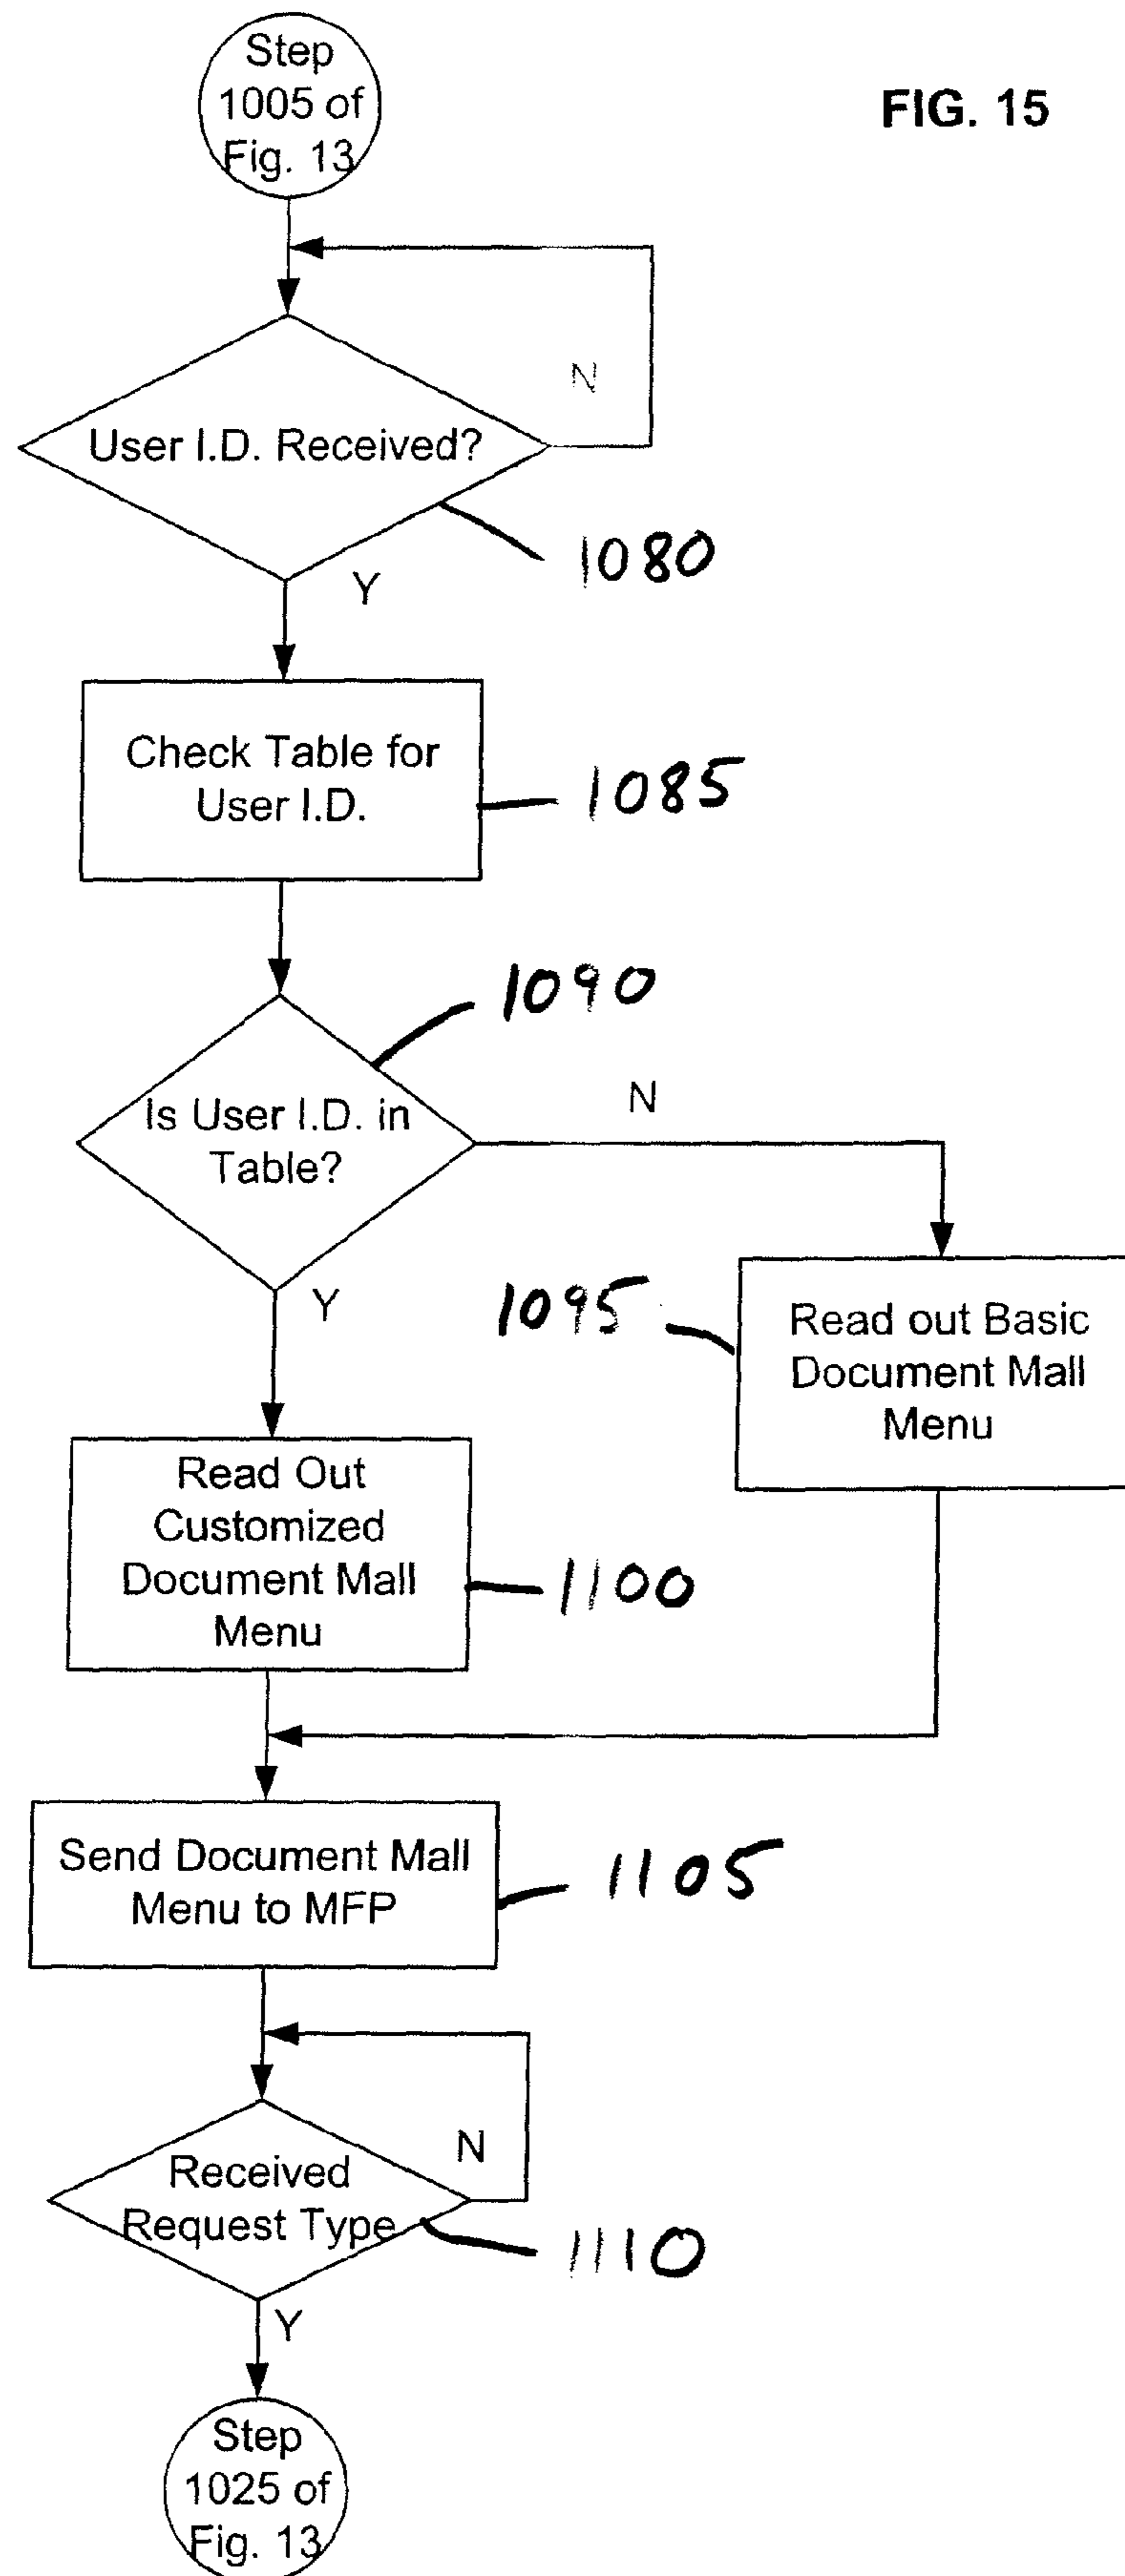 Step
1005 of
Fig. 13
FIG. 15
N
User I.D. Received?
1080
Y
Check Table for
User I.D.
1085
1090
Is User I.D. in
Table?
N
Y
1095
Read out Basic
Document Mall
Menu
Read Out
Customized
Document Mall
Menu
1100
Send Document Mall
Menu to MFP
1105
N
Received
Request Type
1110
Y
Step
1025 of
Fig. 13